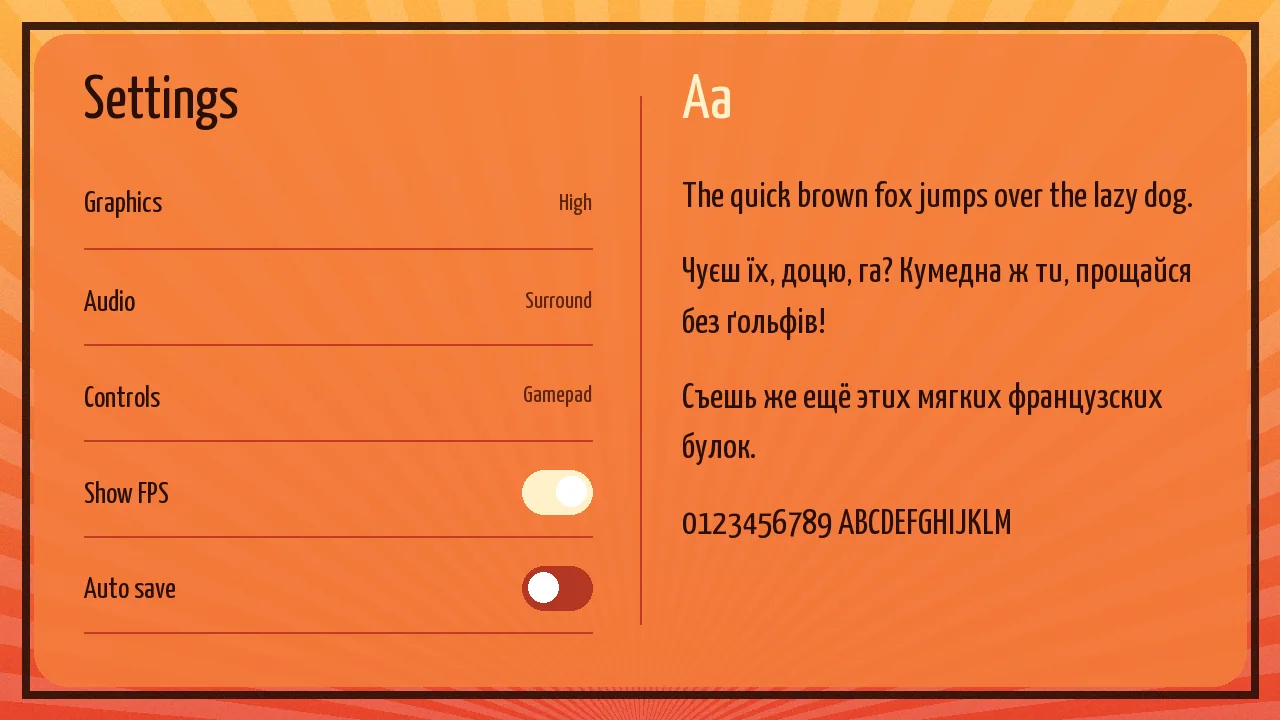 Settings
Graphics High
Audio Surround
Controls Gamepad
Show FPS
Auto save
Aa
The quick brown fox jumps over the lazy dog.
Чуєш їх, доцю, га? Кумедна ж ти, прощайся
без ґольфів!
Съешь же ещё этих мягких французских
булок.
0123456789 ABCDEFGHIJKLM